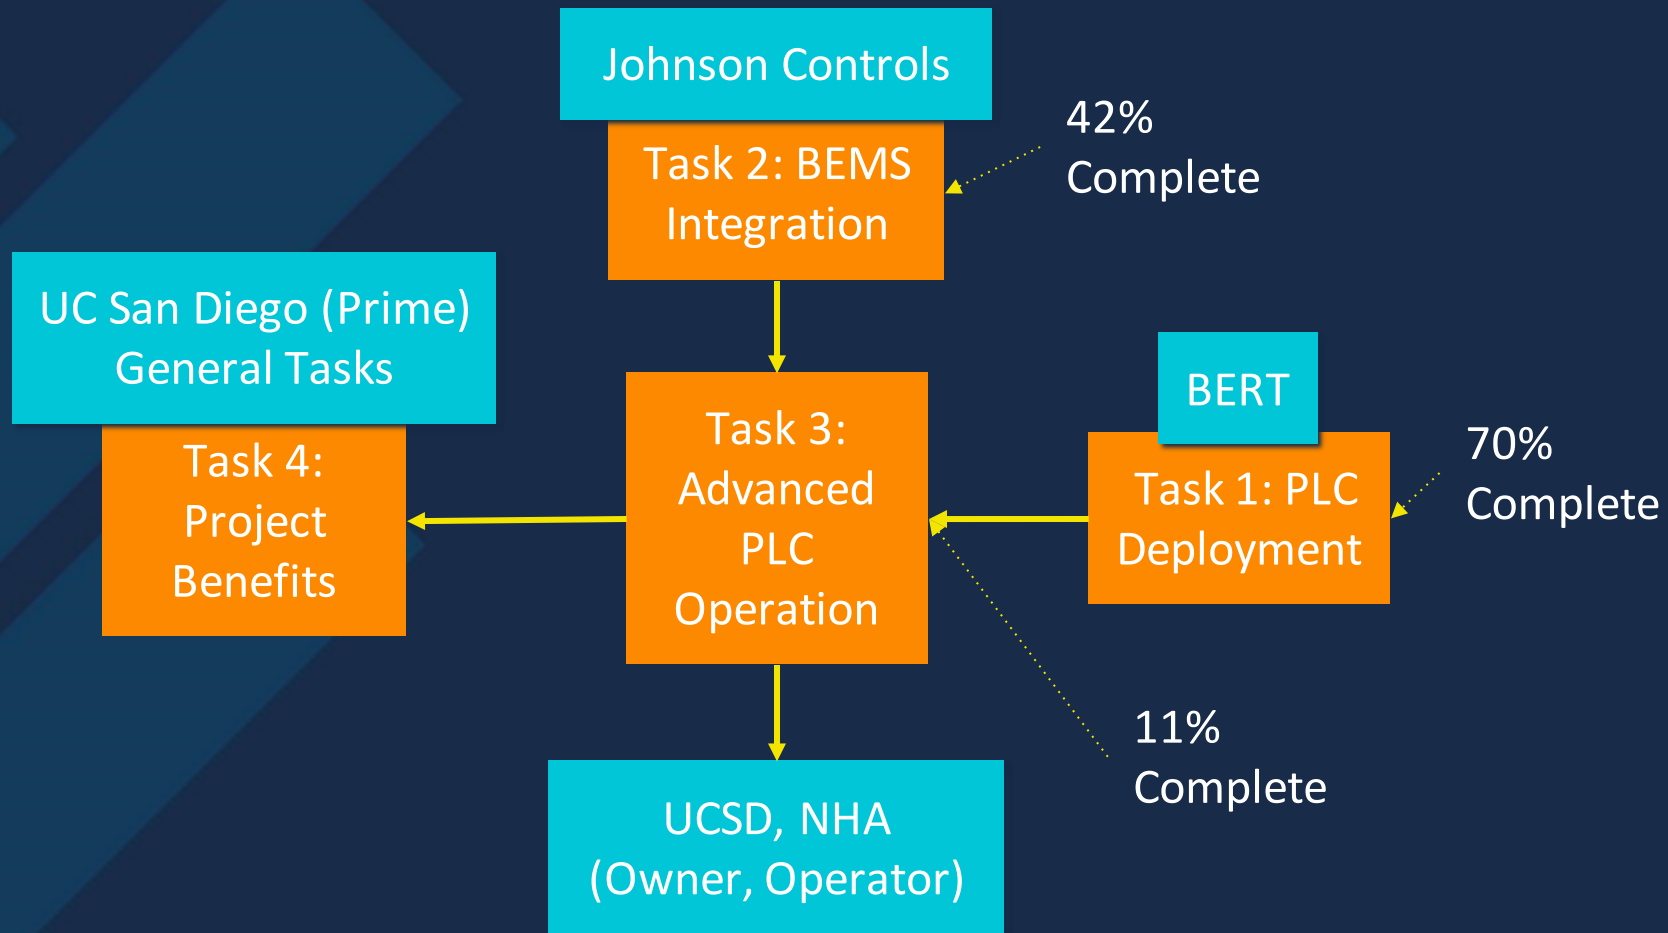 Johnson Controls
Task 2: BEMS
Integration
42%
Complete
UC San Diego (Prime)
General Tasks
Task 4:
Project
Benefits
Task 3:
Advanced
PLC
Operation
BERT
Task 1: PLC
Deployment
70%
Complete
11%
Complete
UCSD, NHA
(Owner, Operator)